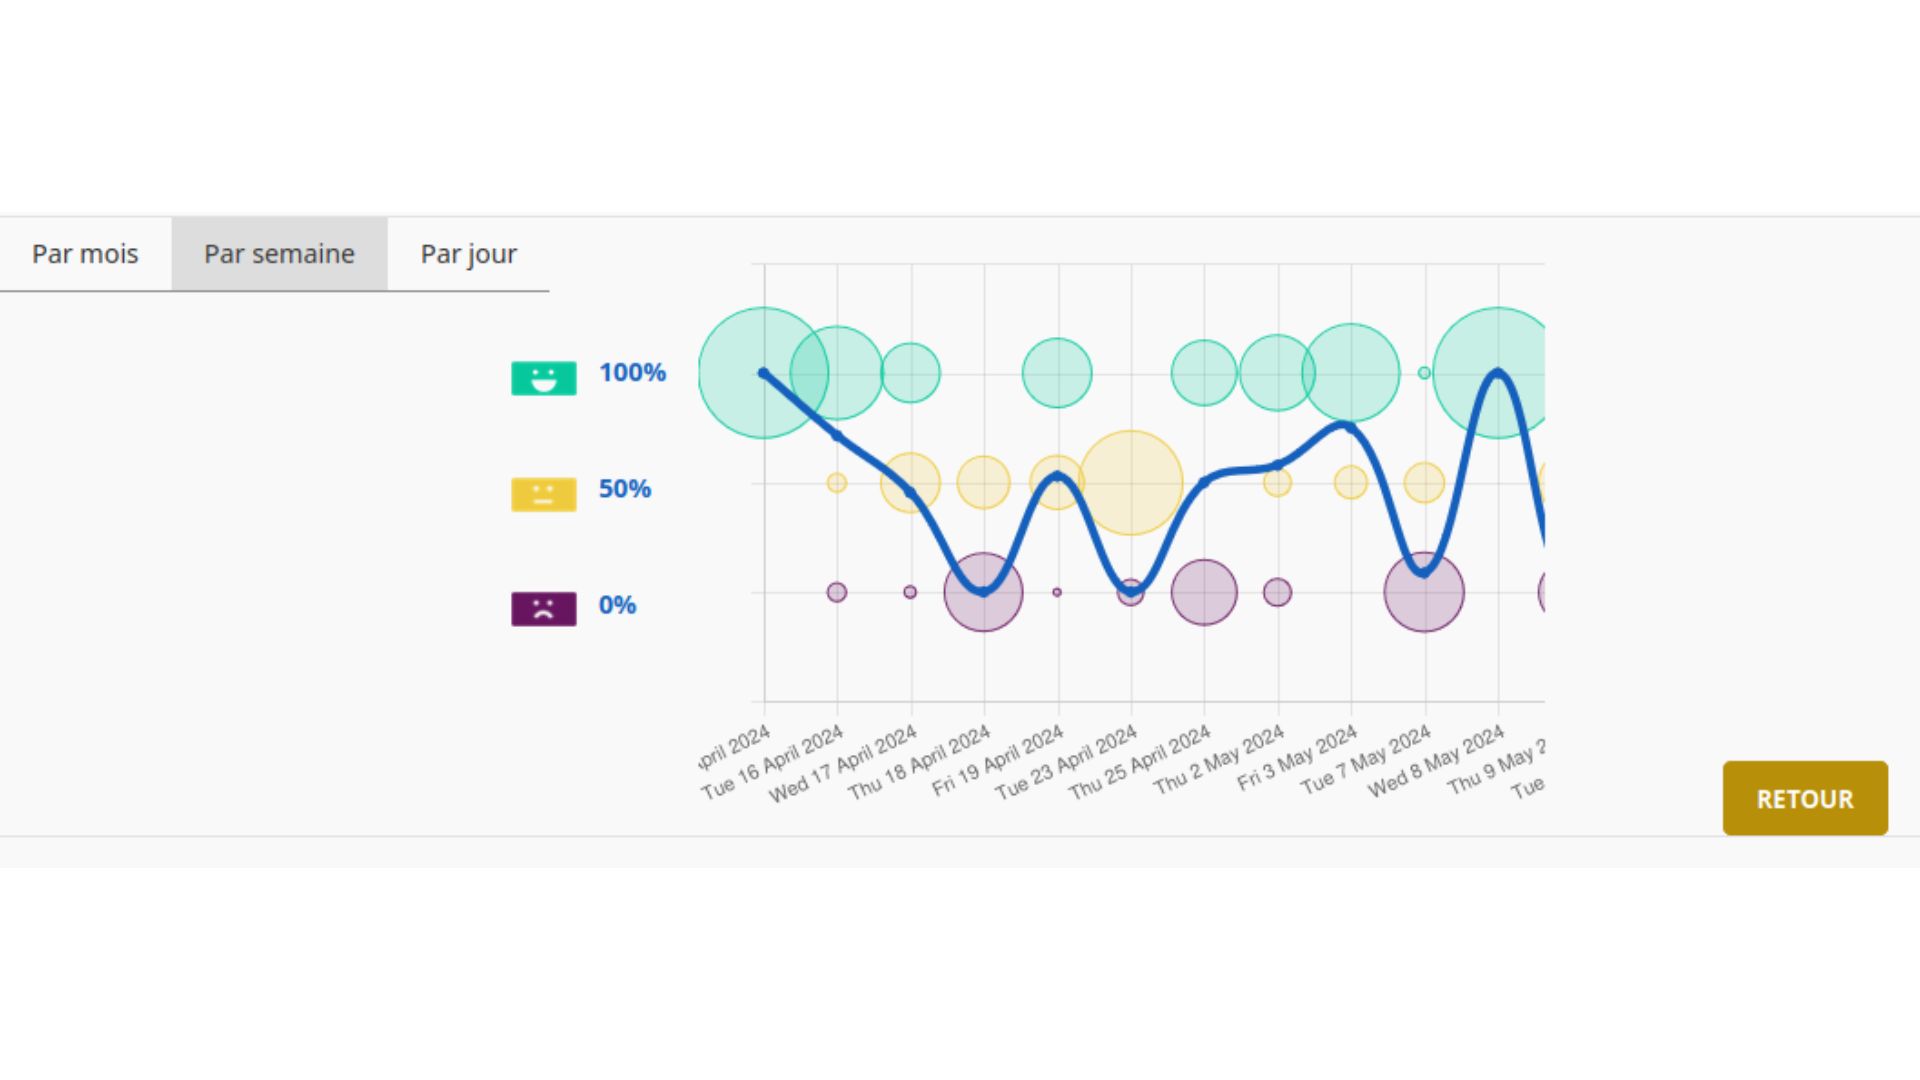 Par mois
Par semaine
Par jour
100%
50%
0%
April 2024
Tue 16 April 2024
Wed 17 April 2024
Thu 18 April 2024
Fri 19 April 2024
Tue 23 April 2024
Thu 25 April 2024
Thu 2 May 2024
Fri 3 May 2024
Tue 7 May 2024
Wed 8 May 2024
Thu 9 May
Tue
RETOUR